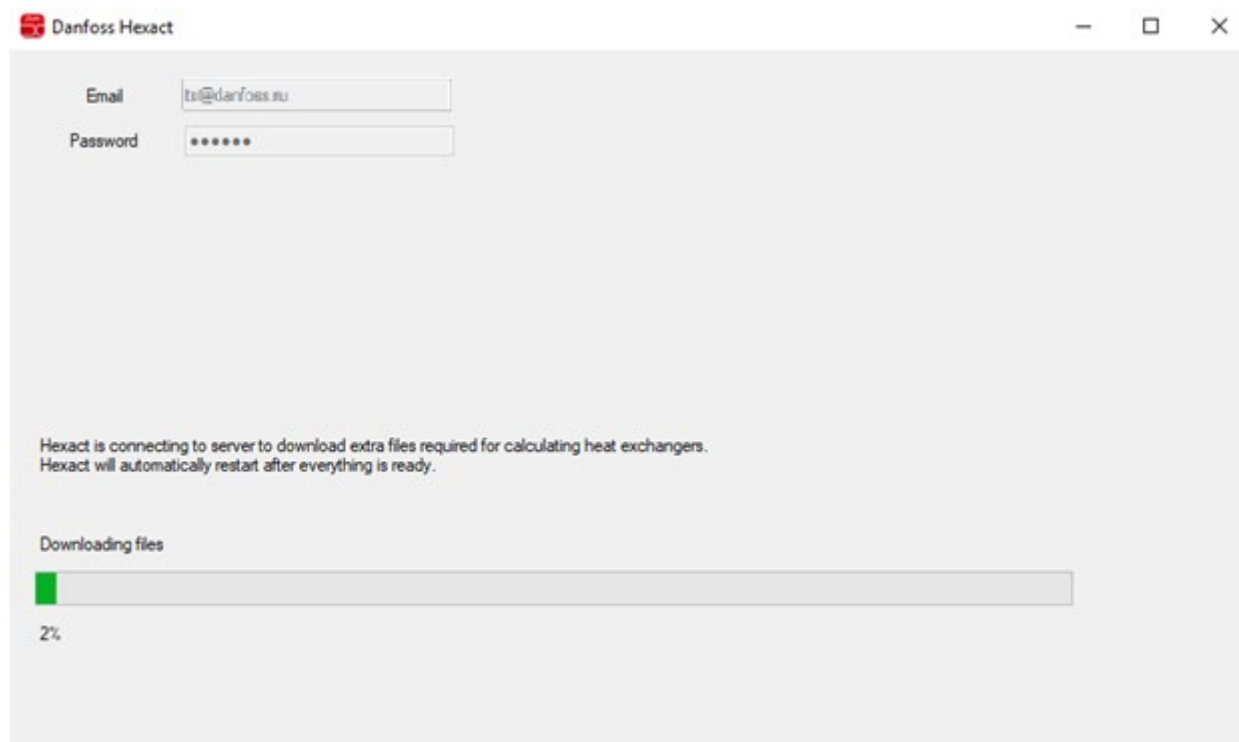 Danfoss Hexact
Email
@danfoss.ru
Password
Hexact is connecting to server to download extra files required for calculating heat exchangers.
Hexact will automatically restart after everything is ready.
Downloading files
2%